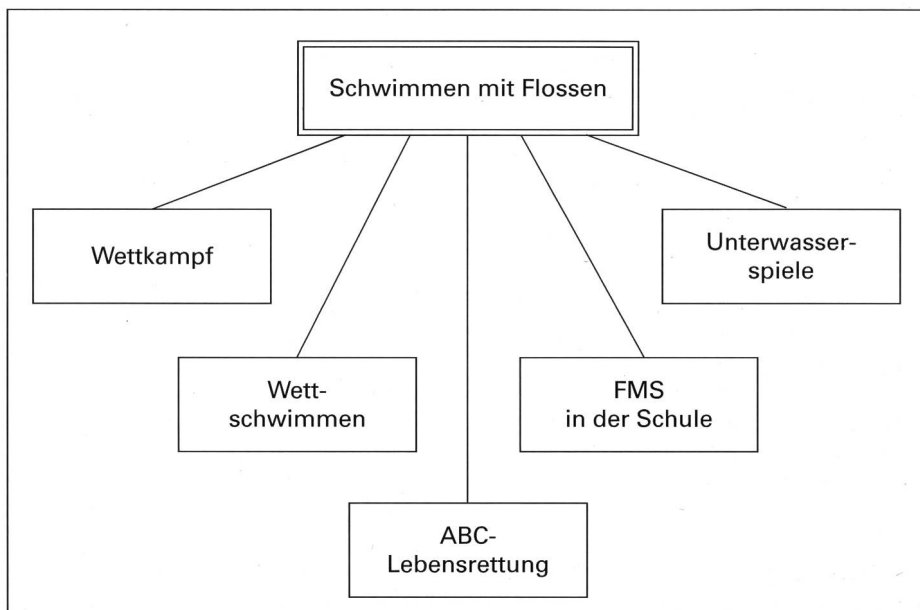 Schwimmen mit Flossen
Wettkampf
Unterwasser-
spiele
Wett-
schwimmen
FMS
in der Schule
ABC-
Lebensrettung